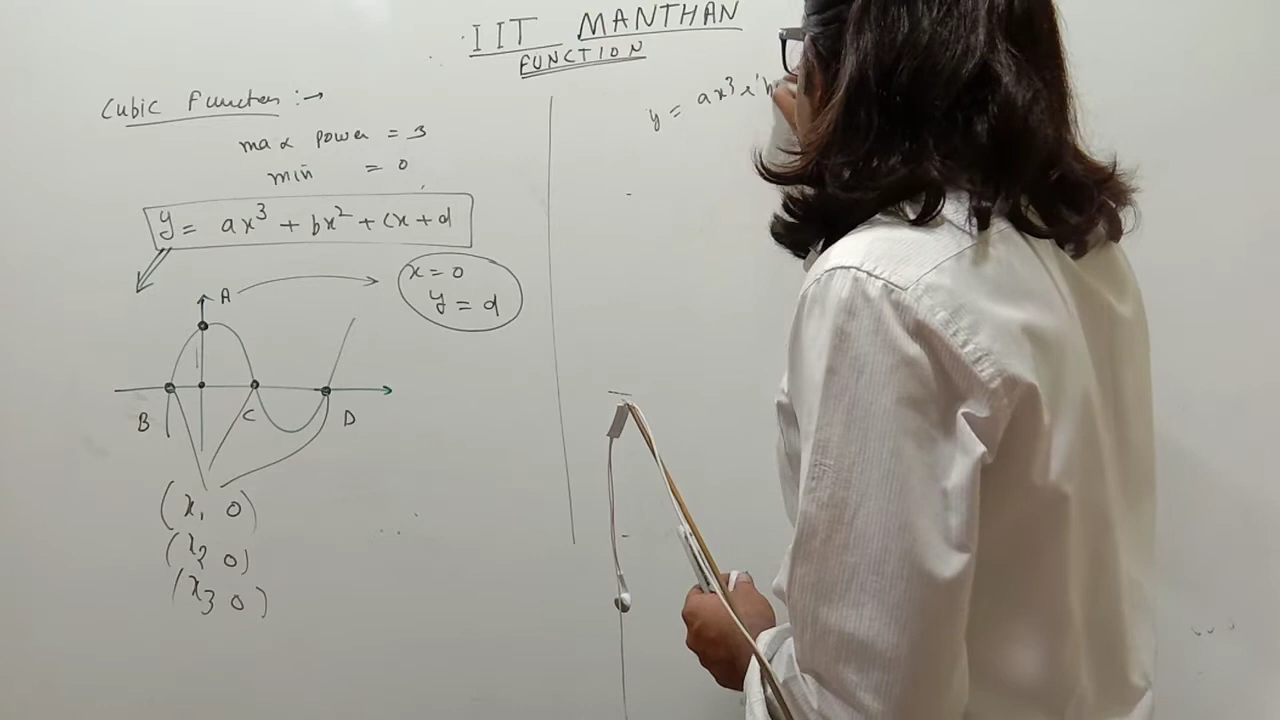 IIT MANTHAN
FUNCTION
Cubic Function :→
max power = 3
min = 0
y = ax³ + bx² + cx + d
x = 0
y = d
A
B
C
D
(x, 0)
(x₂ 0)
(x₃ 0)
y = ax³